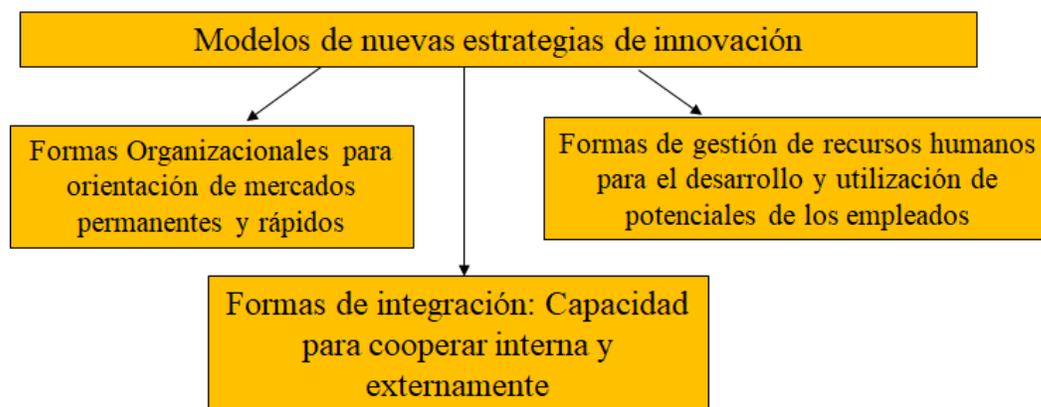 Modelos de nuevas estrategias de innovación
Formas Organizacionales para
orientación de mercados
permanentes y rápidos
Formas de gestión de recursos humanos
para el desarrollo y utilización de
potenciales de los empleados
Formas de integración: Capacidad
para cooperar interna y
externamente